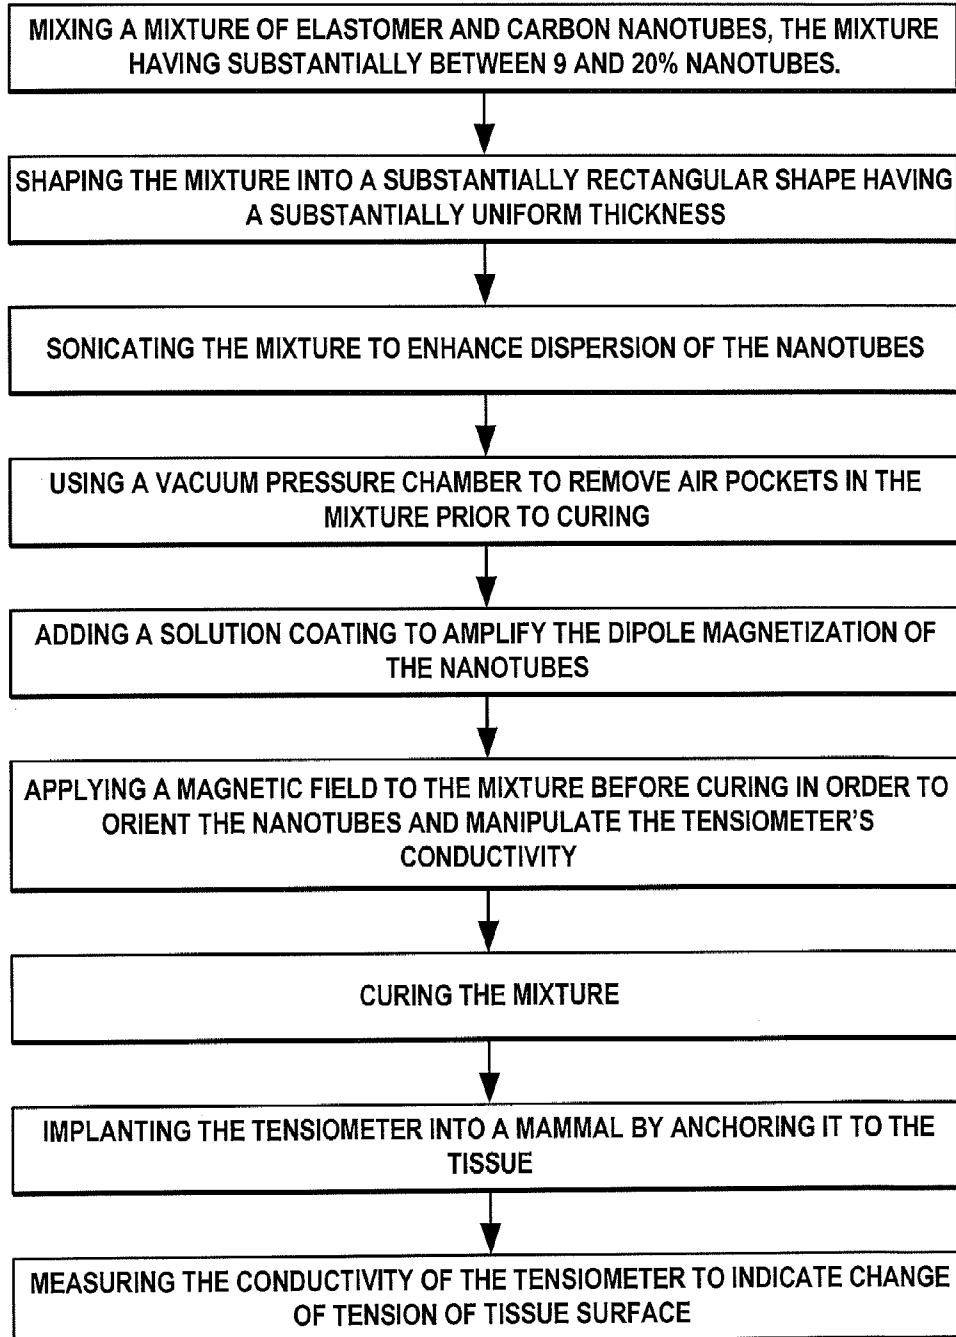 MIXING A MIXTURE OF ELASTOMER AND CARBON NANOTUBES, THE MIXTURE
HAVING SUBSTANTIALLY BETWEEN 9 AND 20% NANOTUBES.
SHAPING THE MIXTURE INTO A SUBSTANTIALLY RECTANGULAR SHAPE HAVING
A SUBSTANTIALLY UNIFORM THICKNESS
SONICATING THE MIXTURE TO ENHANCE DISPERSION OF THE NANOTUBES
USING A VACUUM PRESSURE CHAMBER TO REMOVE AIR POCKETS IN THE
MIXTURE PRIOR TO CURING
ADDING A SOLUTION COATING TO AMPLIFY THE DIPOLE MAGNETIZATION OF
THE NANOTUBES
APPLYING A MAGNETIC FIELD TO THE MIXTURE BEFORE CURING IN ORDER TO
ORIENT THE NANOTUBES AND MANIPULATE THE TENSIOMETER'S
CONDUCTIVITY
CURING THE MIXTURE
IMPLANTING THE TENSIOMETER INTO A MAMMAL BY ANCHORING IT TO THE
TISSUE
MEASURING THE CONDUCTIVITY OF THE TENSIOMETER TO INDICATE CHANGE
OF TENSION OF TISSUE SURFACE